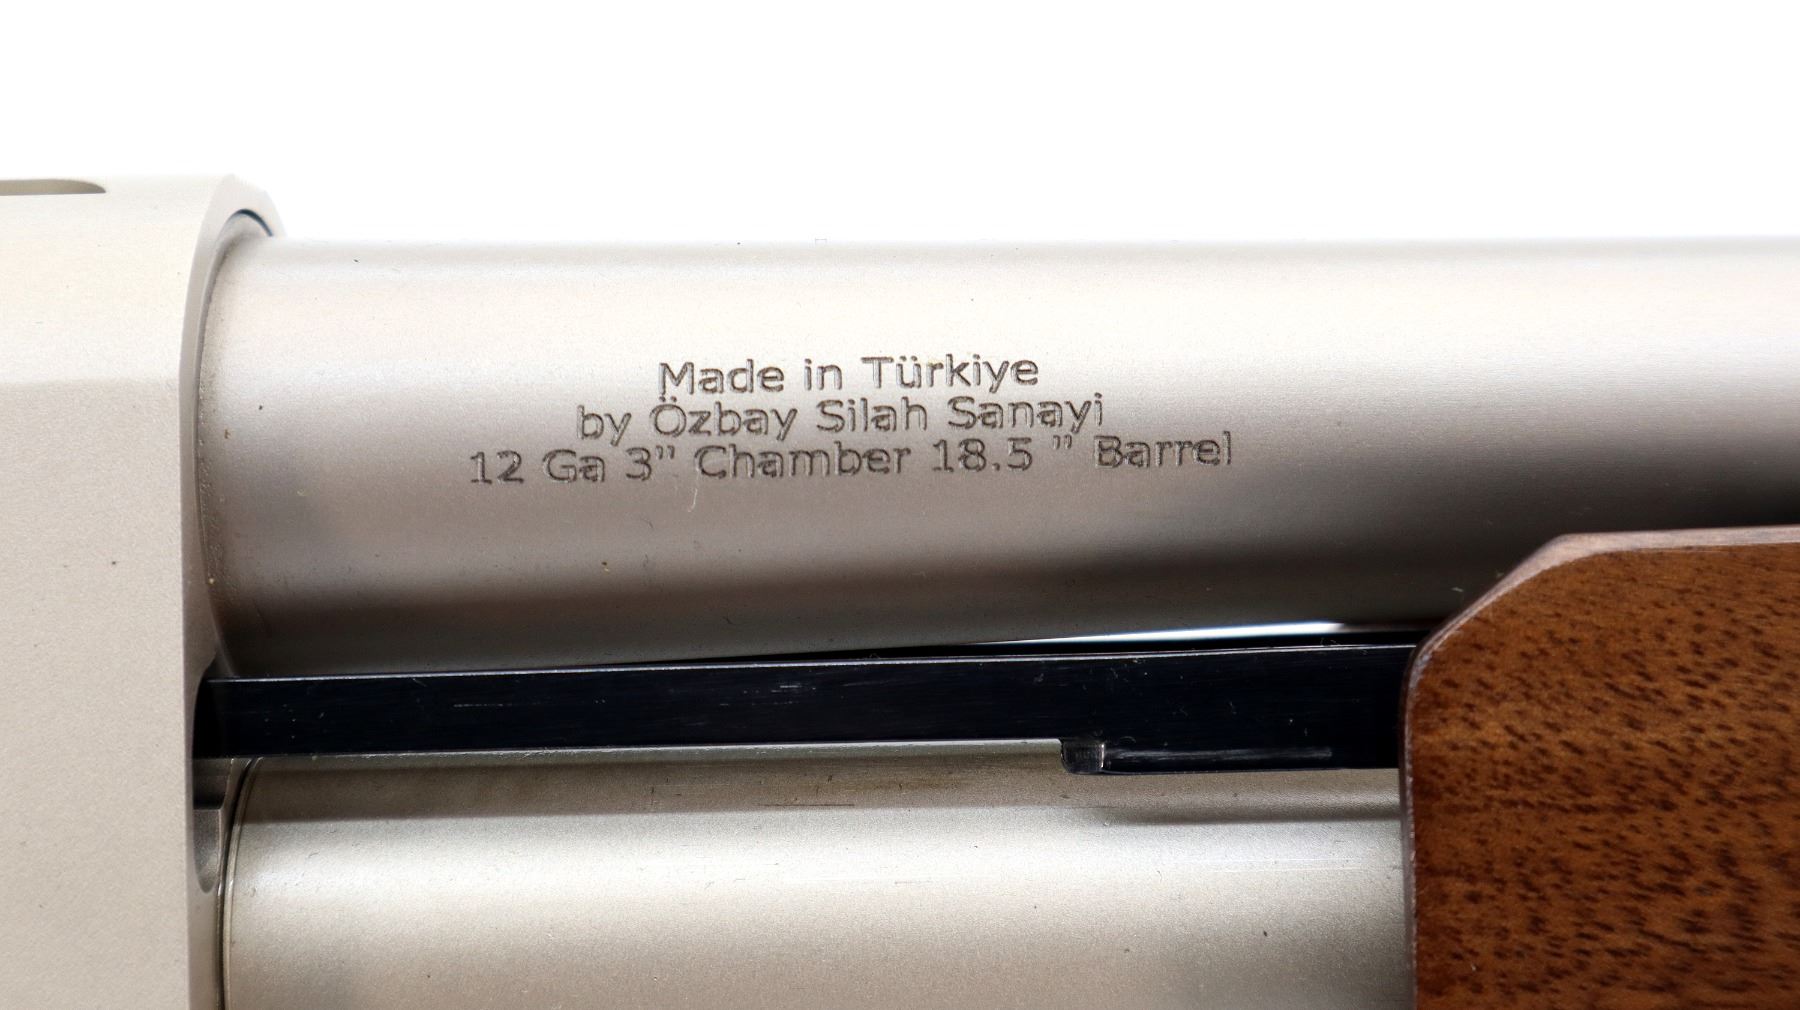 Made in Türkiye
by Özbay Silah Sanayi
12 Ga 3" Chamber 18.5 " Barrel